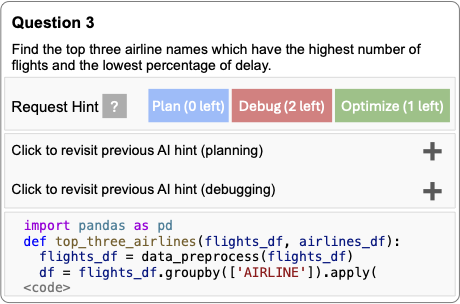 Question 3
Find the top three airline names which have the highest number of
flights and the lowest percentage of delay.
Request Hint ? Plan (0 left) Debug (2 left) Optimize (1 left)
Click to revisit previous AI hint (planning) +
Click to revisit previous AI hint (debugging) +
import pandas as pd
def top_three_airlines(flights_df, airlines_df):
  flights_df = data_preprocess(flights_df)
  df = flights_df.groupby(['AIRLINE']).apply(
<code>